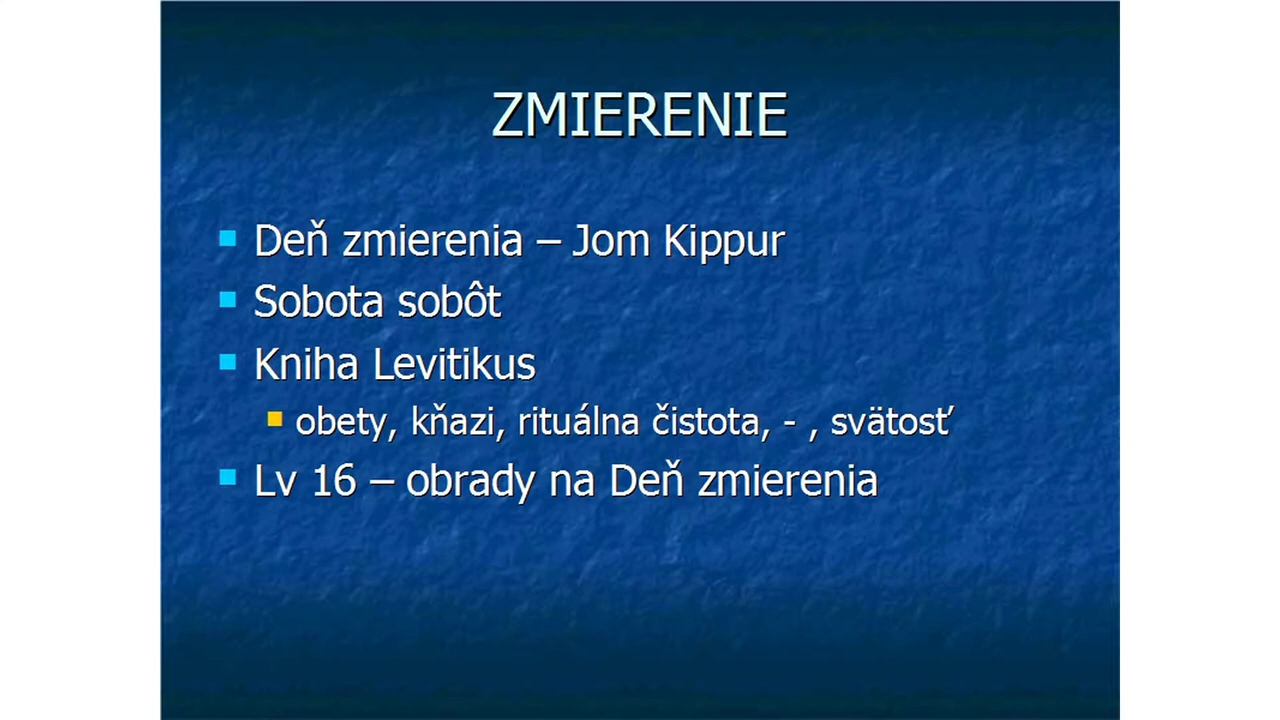 ZMIERENIE
Deň zmierenia – Jom Kippur
Sobota sobôt
Kniha Levitikus
obety, kňazi, rituálna čistota, - , svätosť
Lv 16 – obrady na Deň zmierenia